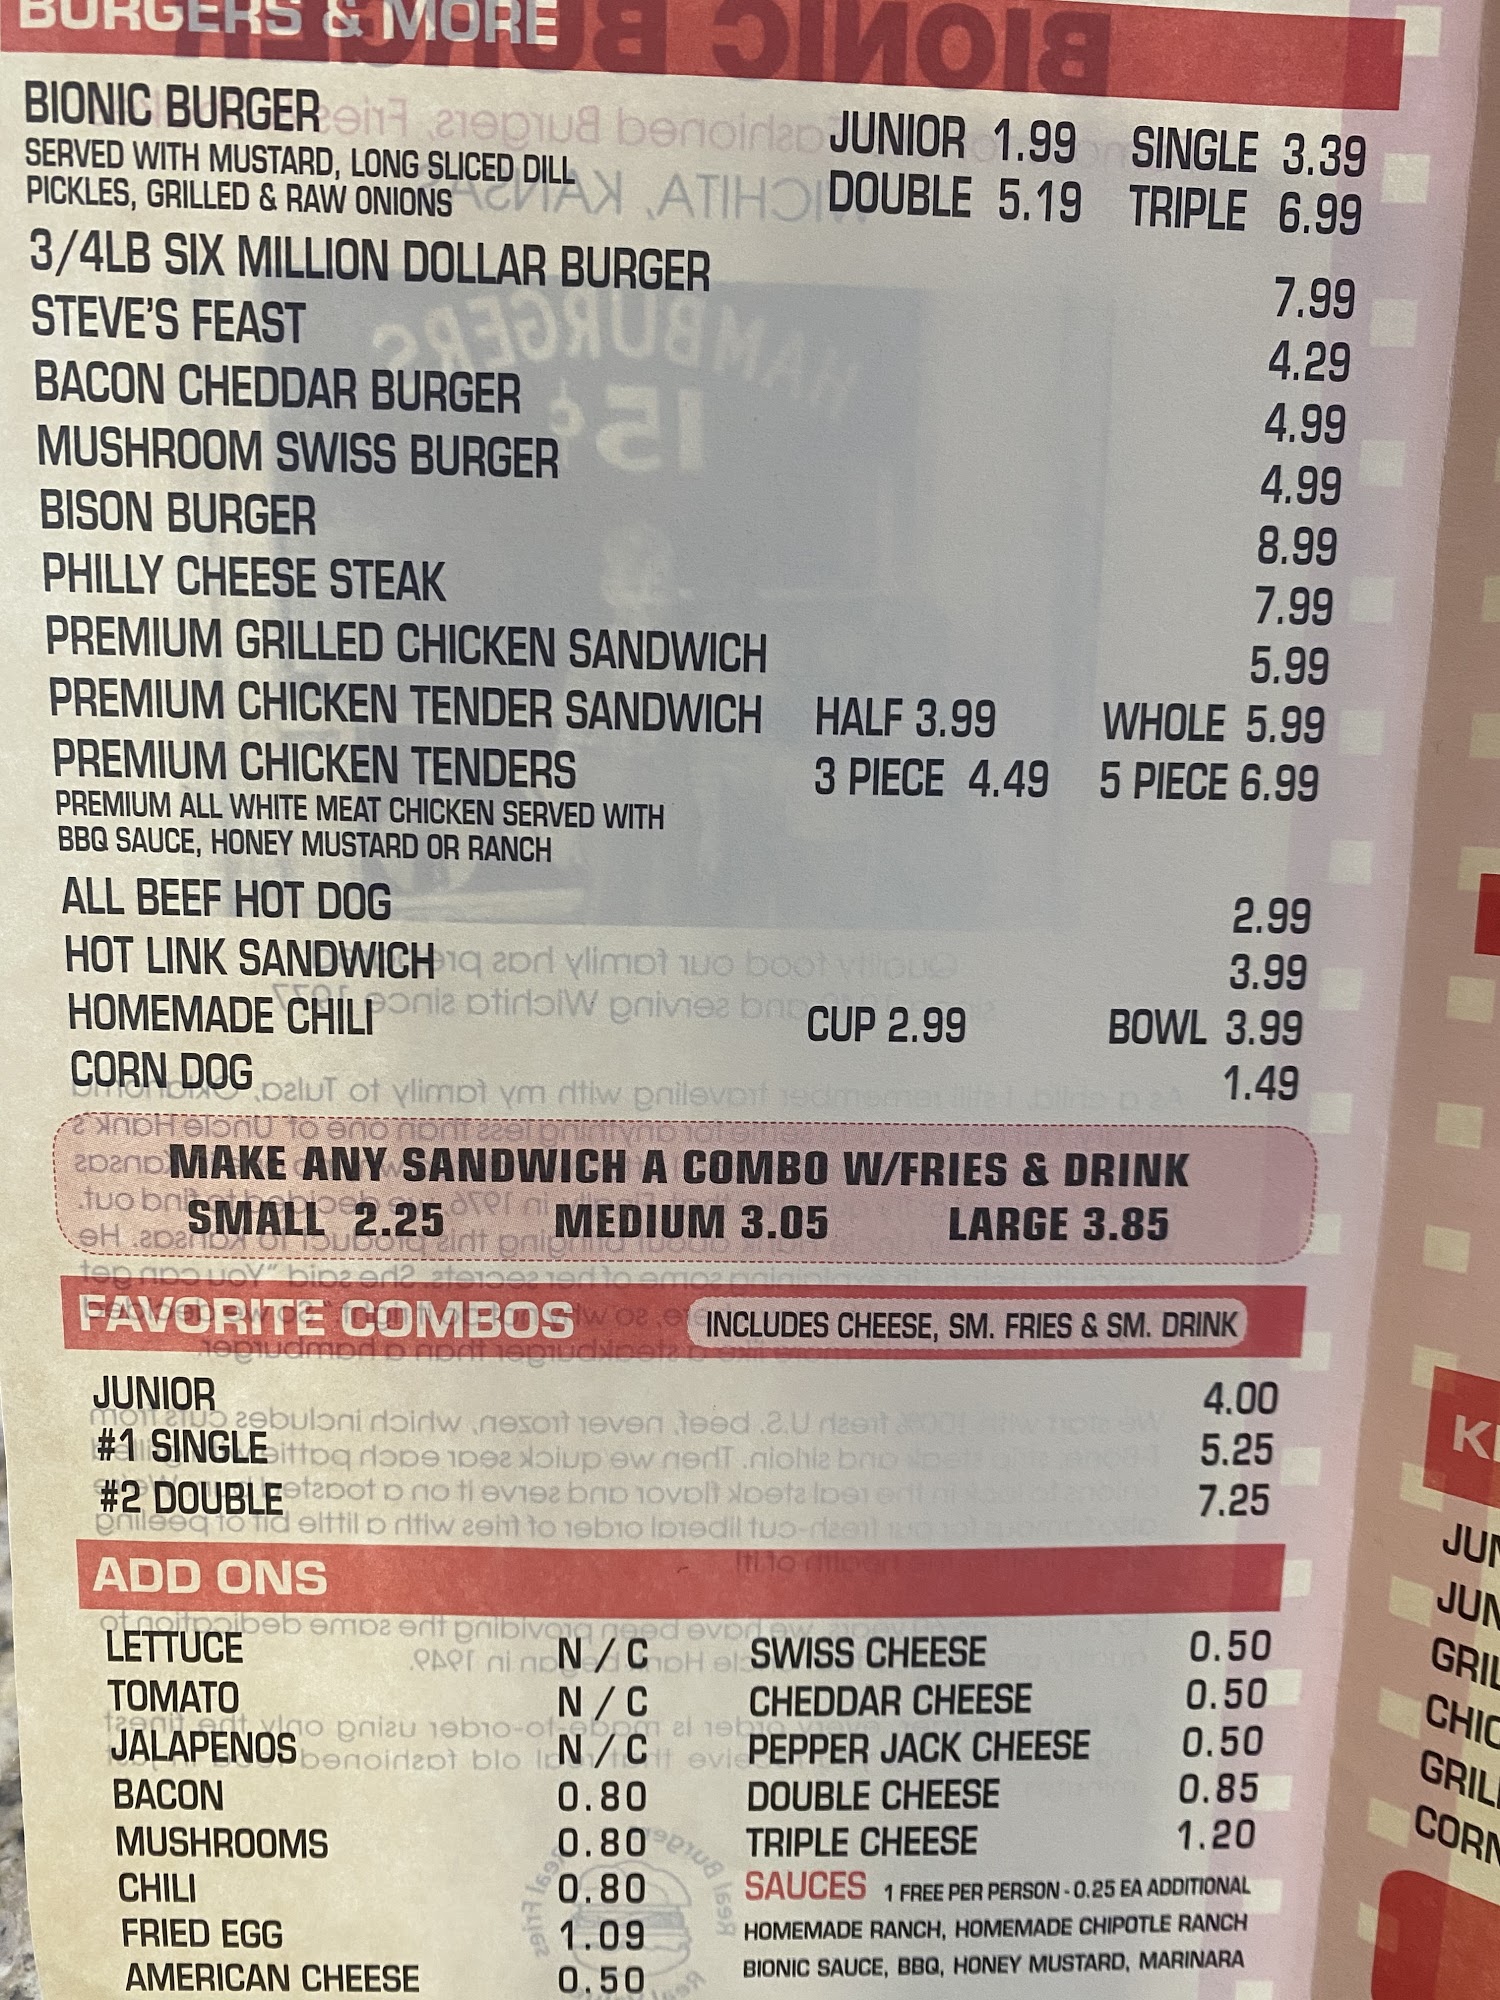 BURGERS & MORE
BIONIC BURGER JUNIOR 1.99 SINGLE 3.39
SERVED WITH MUSTARD, LONG SLICED DILL
PICKLES, GRILLED & RAW ONIONS DOUBLE 5.19 TRIPLE 6.99
3/4LB SIX MILLION DOLLAR BURGER 7.99
STEVE'S FEAST 4.29
BACON CHEDDAR BURGER 4.99
MUSHROOM SWISS BURGER 4.99
BISON BURGER 8.99
PHILLY CHEESE STEAK 7.99
PREMIUM GRILLED CHICKEN SANDWICH 5.99
PREMIUM CHICKEN TENDER SANDWICH HALF 3.99 WHOLE 5.99
PREMIUM CHICKEN TENDERS 3 PIECE 4.49 5 PIECE 6.99
PREMIUM ALL WHITE MEAT CHICKEN SERVED WITH
BBQ SAUCE, HONEY MUSTARD OR RANCH
ALL BEEF HOT DOG 2.99
HOT LINK SANDWICH 3.99
HOMEMADE CHILI CUP 2.99 BOWL 3.99
CORN DOG 1.49
MAKE ANY SANDWICH A COMBO W/FRIES & DRINK
SMALL 2.25 MEDIUM 3.05 LARGE 3.85
FAVORITE COMBOS INCLUDES CHEESE, SM. FRIES & SM. DRINK
JUNIOR 4.00
#1 SINGLE 5.25
#2 DOUBLE 7.25
ADD ONS
LETTUCE N/C SWISS CHEESE 0.50
TOMATO N/C CHEDDAR CHEESE 0.50
JALAPENOS N/C PEPPER JACK CHEESE 0.50
BACON 0.80 DOUBLE CHEESE 0.85
MUSHROOMS 0.80 TRIPLE CHEESE 1.20
CHILI 0.80 SAUCES 1 FREE PER PERSON - 0.25 EA ADDITIONAL
FRIED EGG 1.09 HOMEMADE RANCH, HOMEMADE CHIPOTLE RANCH
AMERICAN CHEESE 0.50 BIONIC SAUCE, BBQ, HONEY MUSTARD, MARINARA